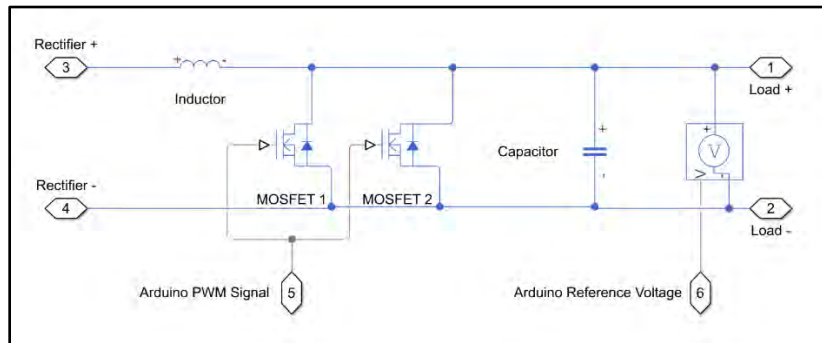 Rectifier +
3
+
-
Inductor
1
Load +
+
Capacitor
-
+
V
-
V
Rectifier -
4
MOSFET 1
MOSFET 2
2
Load -
Arduino PWM Signal
5
Arduino Reference Voltage
6